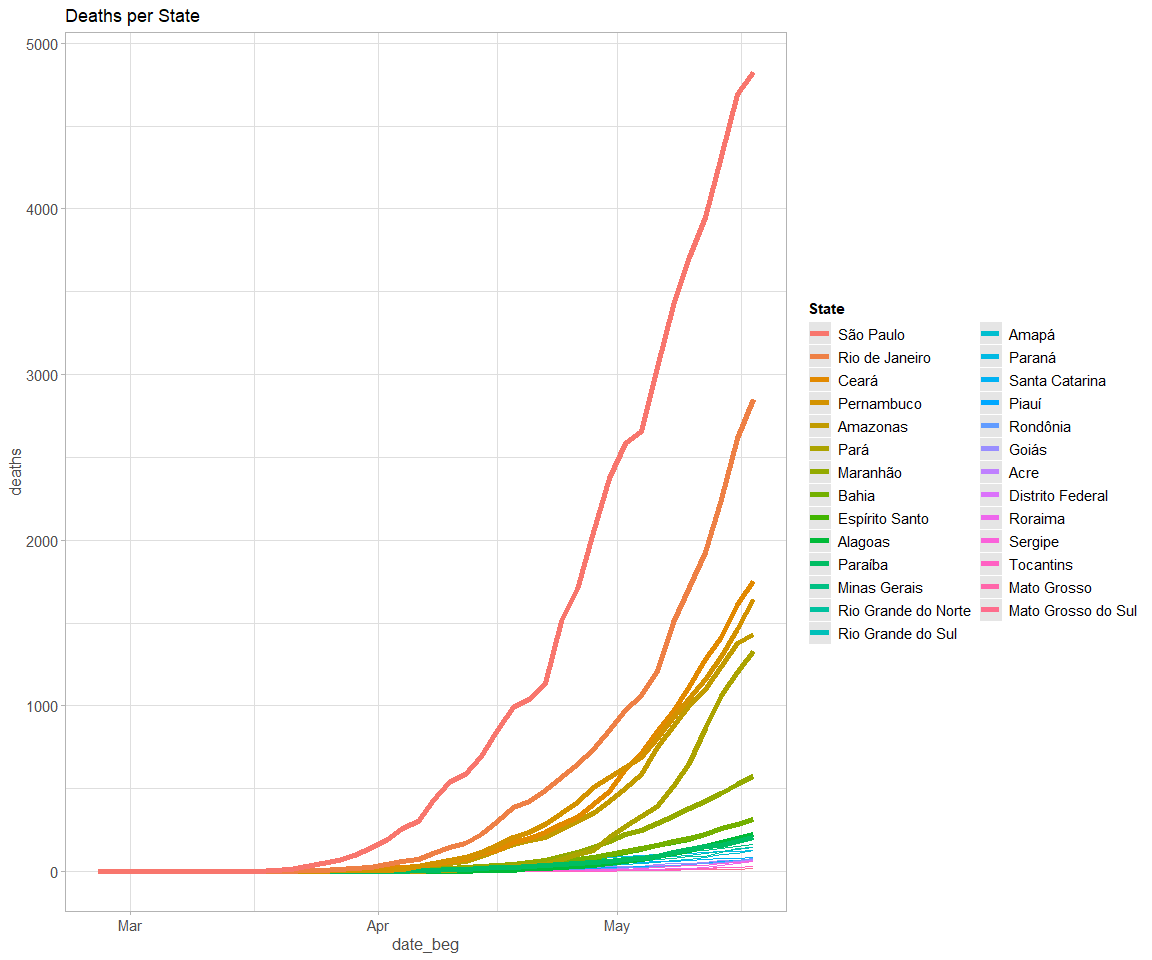 Deaths per State
5000
4000
3000
2000
1000
0
deaths
Mar
Apr
May
date_beg
State
São Paulo
Rio de Janeiro
Ceará
Pernambuco
Amazonas
Pará
Maranhão
Bahia
Espírito Santo
Alagoas
Paraíba
Minas Gerais
Rio Grande do Norte
Rio Grande do Sul
Amapá
Paraná
Santa Catarina
Piauí
Rondônia
Goiás
Acre
Distrito Federal
Roraima
Sergipe
Tocantins
Mato Grosso
Mato Grosso do Sul